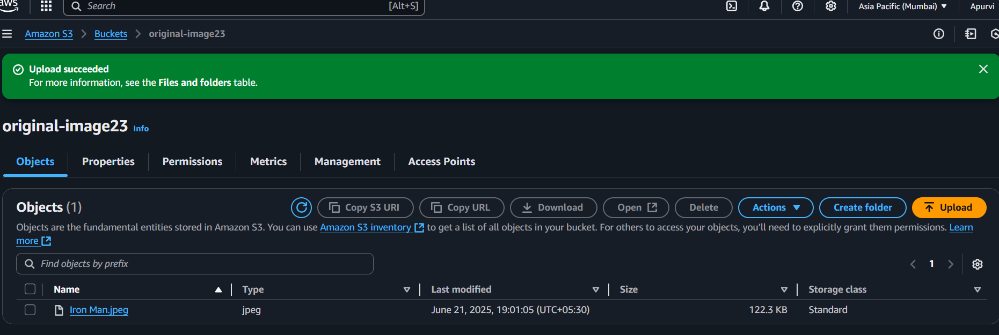 aws
Search [Alt+S] Asia Pacific (Mumbai) Apurvi
Amazon S3 Buckets original-image23
Upload succeeded
For more information, see the Files and folders table.
original-image23 Info
Objects Properties Permissions Metrics Management Access Points
Objects (1) Copy S3 URI Copy URL Download Open Delete Actions Create folder Upload
Objects are the fundamental entities stored in Amazon S3. You can use Amazon S3 inventory to get a list of all objects in your bucket. For others to access your objects, you'll need to explicitly grant them permissions. Learn
more
Find objects by prefix 1
Name Type Last modified Size Storage class
Iron Man.jpeg jpeg June 21, 2025, 19:01:05 (UTC+05:30) 122.3 KB Standard